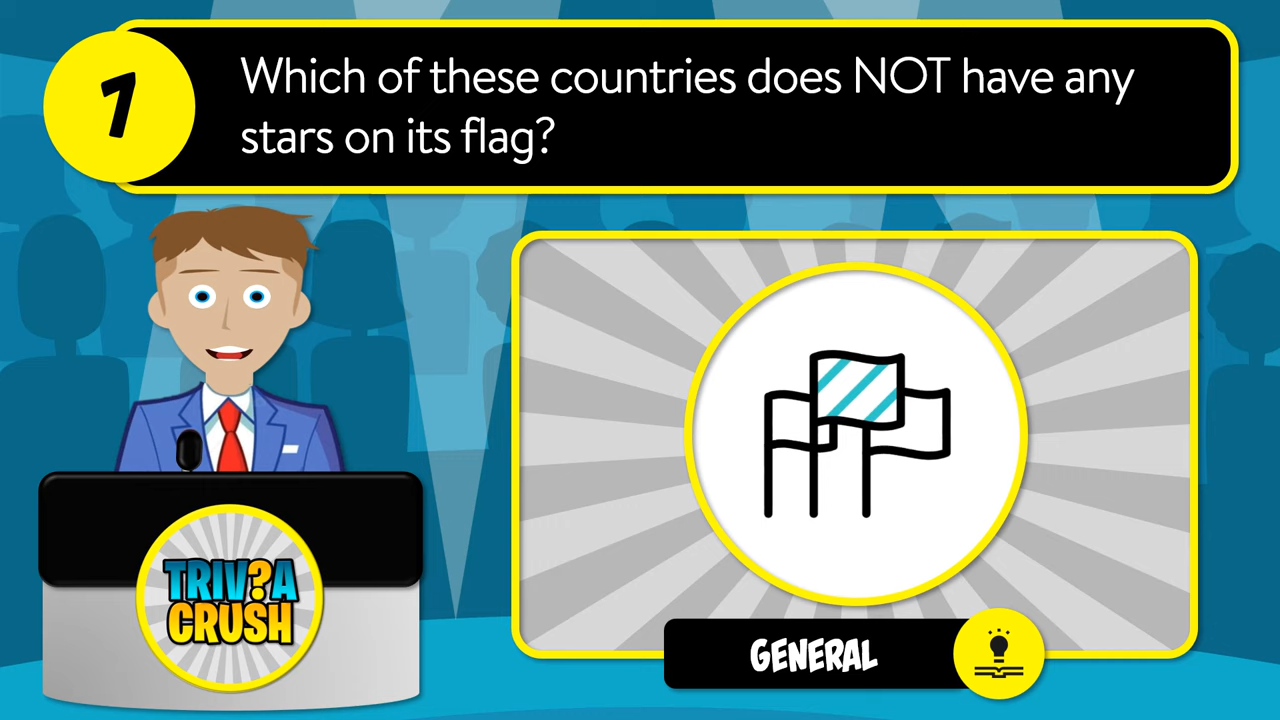 1
Which of these countries does NOT have any
stars on its flag?
TRIV?A
CRUSH
GENERAL